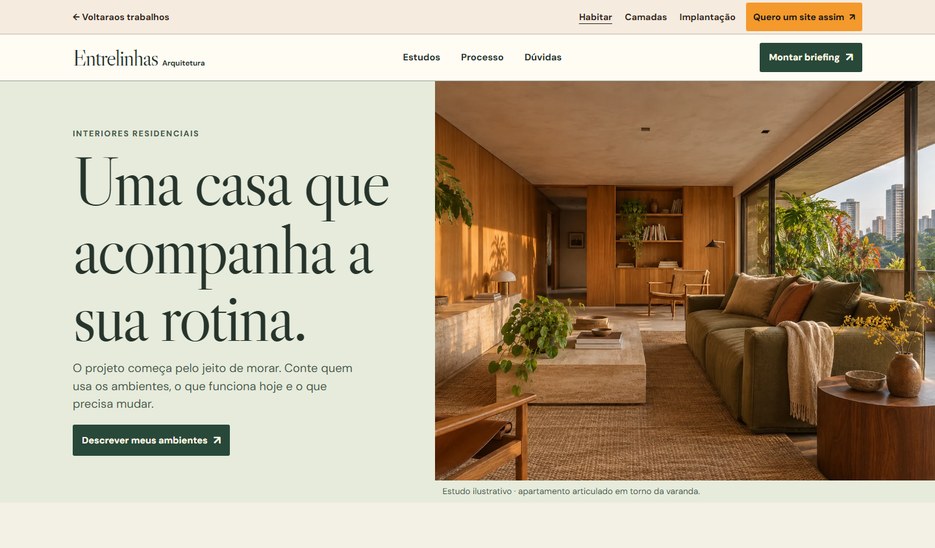 ← Voltaraos trabalhos
Habitar Camadas Implantação Quero um site assim ↗
Entrelinhas Arquitetura
Estudos Processo Dúvidas
Montar briefing ↗
INTERIORES RESIDENCIAIS
Uma casa que
acompanha a
sua rotina.
O projeto começa pelo jeito de morar. Conte quem
usa os ambientes, o que funciona hoje e o que
precisa mudar.
Descrever meus ambientes ↗
Estudo ilustrativo · apartamento articulado em torno da varanda.